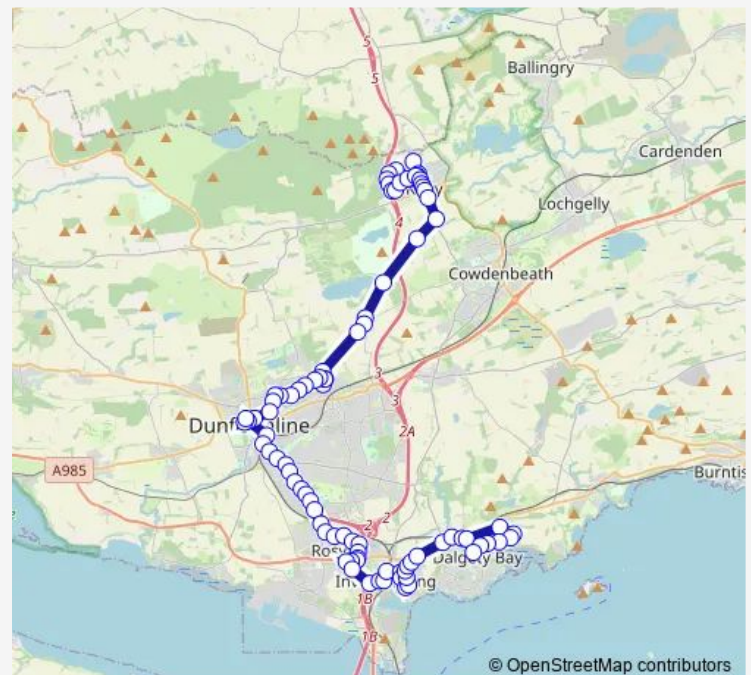 5
5
Ballingry
Cardenden
Lochgelly
4
Cowdenbeath
3
3
2A
A985
Burntis
2
2
Dalgety Bay
1B
1B
© OpenStreetMap contributors